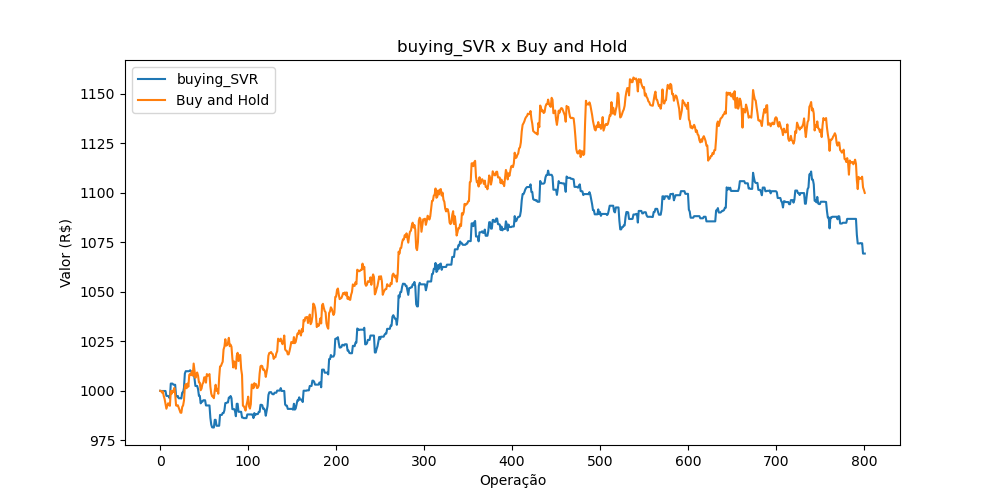 buying_SVR x Buy and Hold
buying_SVR
Buy and Hold
Valor (R$)
1150
1125
1100
1075
1050
1025
1000
975
0 100 200 300 400 500 600 700 800
Operação